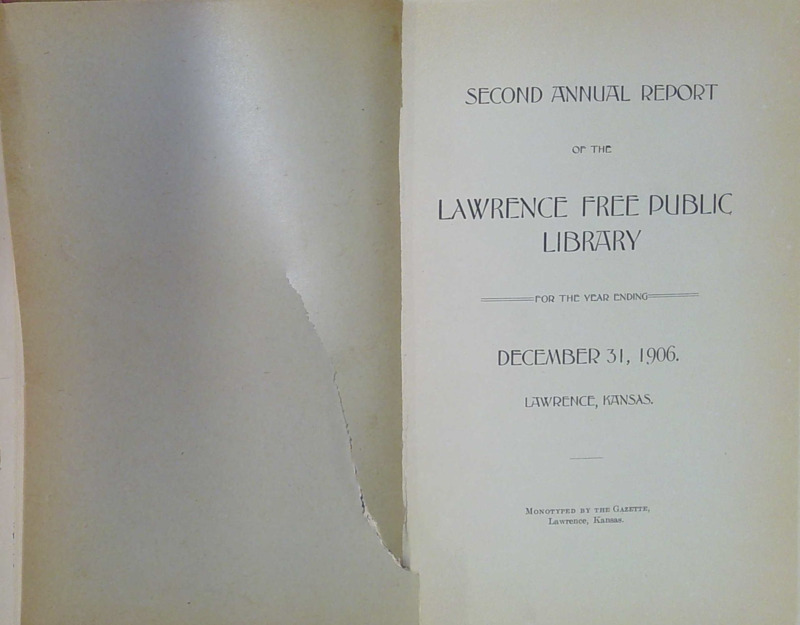 SECOND ANNUAL REPORT
OF THE
LAWRENCE FREE PUBLIC
LIBRARY
FOR THE YEAR ENDING
DECEMBER 31, 1906.
LAWRENCE, KANSAS.
MONOTYPED BY THE GAZETTE,
Lawrence, Kansas.